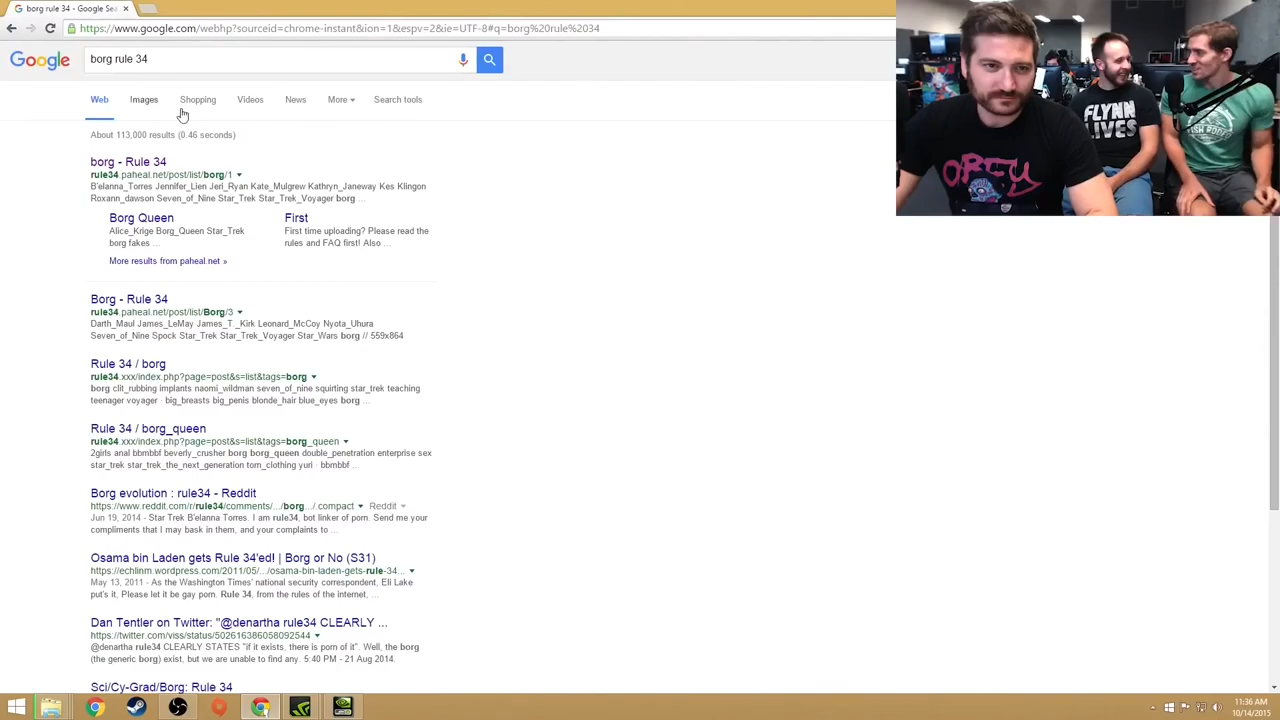 borg rule 34 - Google Sea
https://www.google.com/webhp?sourceid=chrome-instant&ion=1&espv=2&ie=UTF-8#q=borg%20rule%2034
Google
borg rule 34
Web Images Shopping Videos News More Search tools
About 113,000 results (0.46 seconds)
borg - Rule 34
rule34.paheal.net/post/list/borg/1
B'elanna_Torres Jennifer_Lien Jeri_Ryan Kate_Mulgrew Kathryn_Janeway Kes Klingon
Roxann_dawson Seven_of_Nine Star_Trek Star_Trek_Voyager borg ...
Borg Queen
Alice_Krige Borg_Queen Star_Trek
borg fakes ...
First
First time uploading? Please read the
rules and FAQ first! Also ...
More results from paheal.net »
Borg - Rule 34
rule34.paheal.net/post/list/Borg/3
Darth_Maul James_LeMay James_T._Kirk Leonard_McCoy Nyota_Uhura
Seven_of_Nine Spock Star_Trek Star_Trek_Voyager Star_Wars borg // 559x864
Rule 34 / borg
rule34.xxx/index.php?page=post&s=list&tags=borg
borg clit_rubbing implants naomi_wildman seven_of_nine squirting star_trek teaching
teenager voyager · big_breasts big_penis blonde_hair blue_eyes borg ...
Rule 34 / borg_queen
rule34.xxx/index.php?page=post&s=list&tags=borg_queen
2girls anal bbmbbf beverly_crusher borg borg_queen double_penetration enterprise sex
star_trek star_trek_the_next_generation torn_clothing yuri · bbmbbf ...
Borg evolution : rule34 - Reddit
https://www.reddit.com/r/rule34/comments/.../borg.../.compact Reddit
Jun 19, 2014 - Star Trek B'elanna Torres. I am rule34, bot linker of porn. Send me your
compliments that I may bask in them, and your complaints to ...
Osama bin Laden gets Rule 34'ed! | Borg or No (S31)
https://echlinm.wordpress.com/2011/05/.../osama-bin-laden-gets-rule-34...
May 13, 2011 - As the Washington Times' national security correspondent, Eli Lake
put's it, Please let it be gay porn. Rule 34, from the rules of the internet, ...
Dan Tentler on Twitter: "@denartha rule34 CLEARLY ...
https://twitter.com/viss/status/502616386058092544
@denartha rule34 CLEARLY STATES "if it exists, there is porn of it". Well, the borg
(the generic borg) exist, but we are unable to find any. 5:40 PM - 21 Aug 2014.
Sci/Cy-Grad/Borg: Rule 34
FLYNN
LIVES
OBEY
FISH RODEO
11:36 AM
10/14/2015